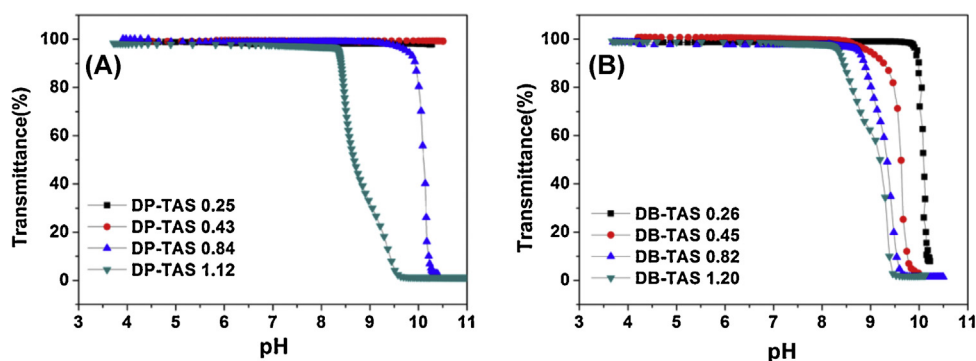 (A)
Transmittance(%)
100
80
60
40
20
0
DP-TAS 0.25
DP-TAS 0.43
DP-TAS 0.84
DP-TAS 1.12
3 4 5 6 7 8 9 10 11
pH
(B)
Transmittance(%)
100
80
60
40
20
0
DB-TAS 0.26
DB-TAS 0.45
DB-TAS 0.82
DB-TAS 1.20
3 4 5 6 7 8 9 10 11
pH